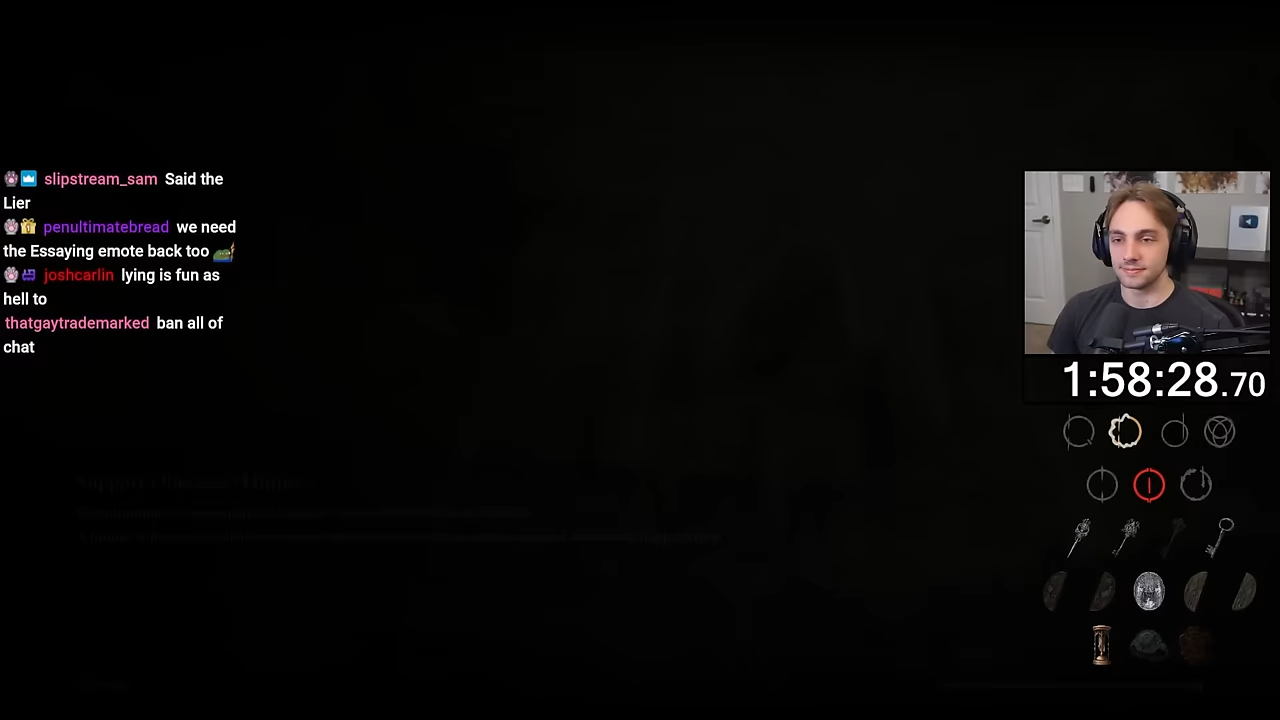 slipstream_sam Said the
Lier
penultimatebread we need
the Essaying emote back too
joshcarlin lying is fun as
hell to
thatgaytrademarked ban all of
chat
1:58:28.70